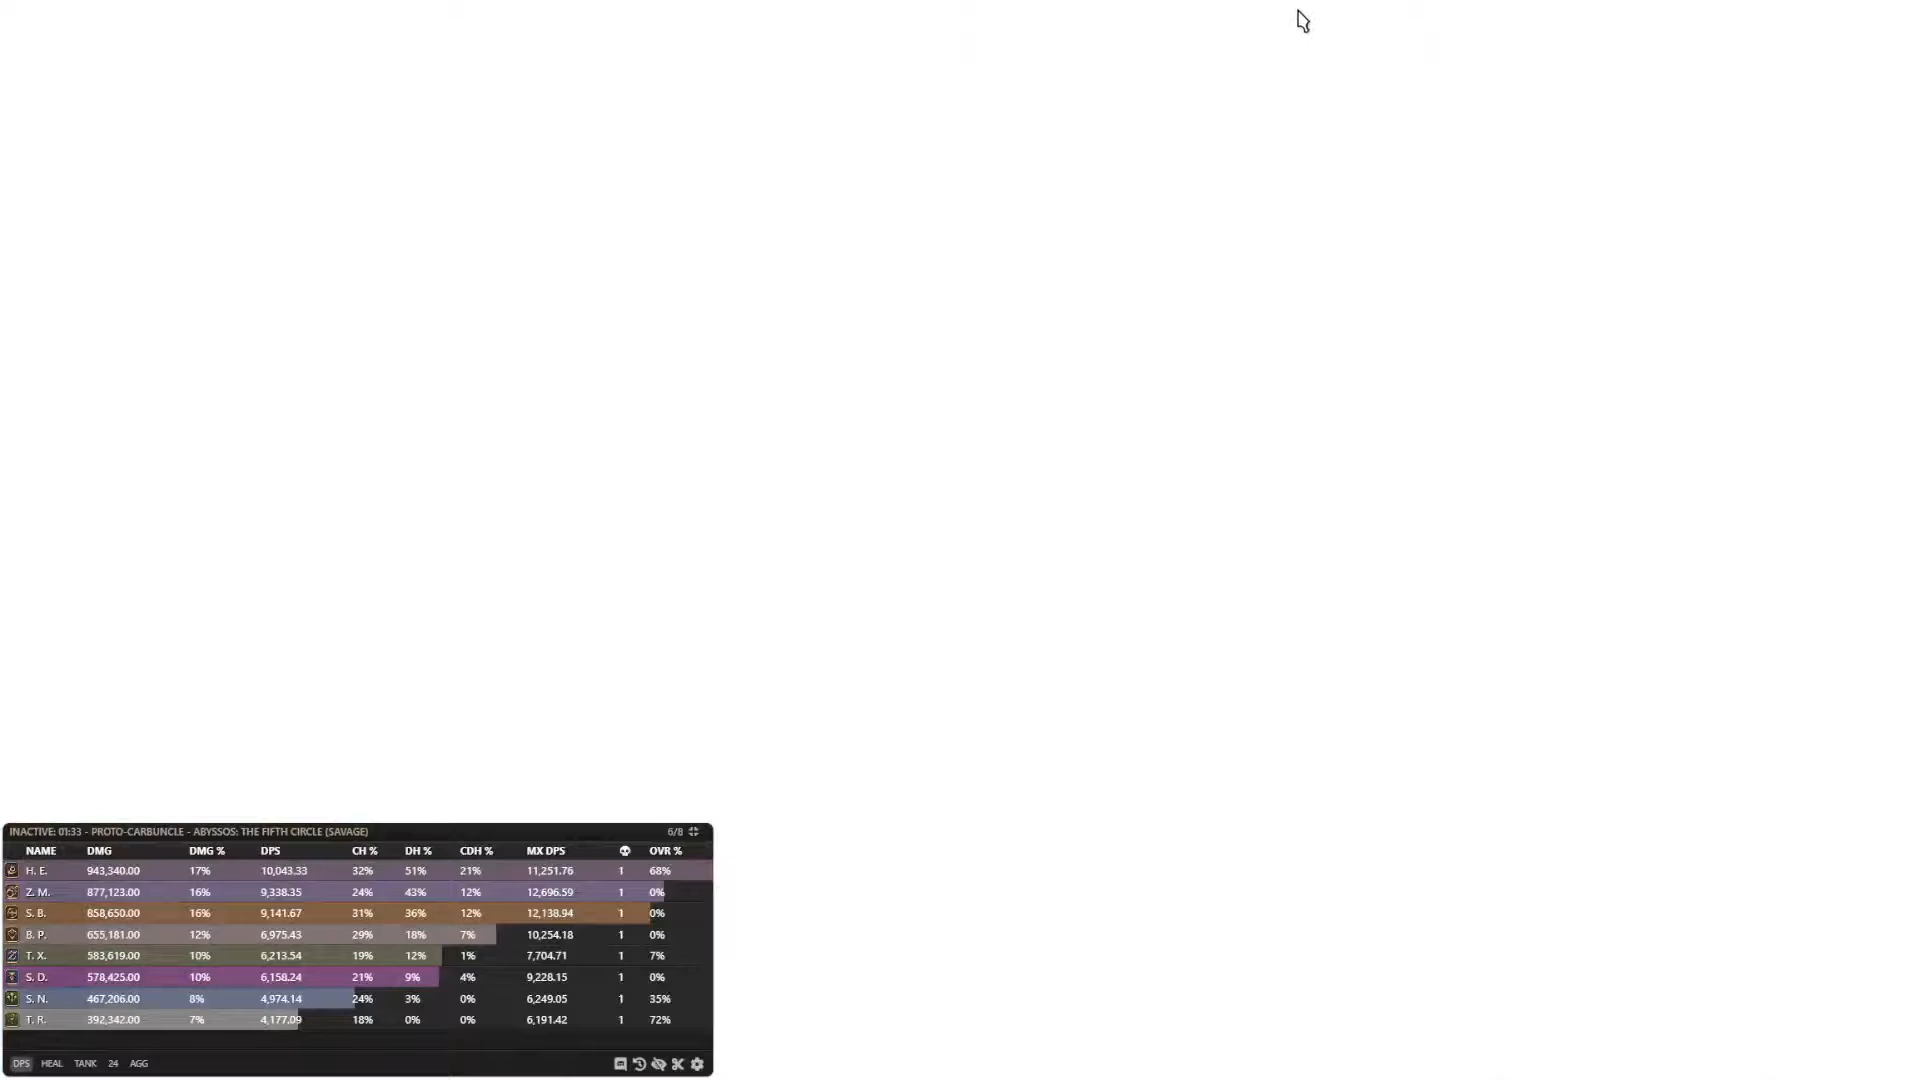 INACTIVE: 01:33 - PROTO-CARBUNCLE - ABYSSOS: THE FIFTH CIRCLE (SAVAGE) 6/8
NAME DMG DMG % DPS CH % DH % CDH % MX DPS OVR %
H. E. 943,340.00 17% 10,043.33 32% 51% 21% 11,251.76 1 68%
Z. M. 877,123.00 16% 9,338.35 24% 43% 12% 12,696.59 1 0%
S. B. 858,650.00 16% 9,141.67 31% 36% 12% 12,138.94 1 0%
B. P. 655,181.00 12% 6,975.43 29% 18% 7% 10,254.18 1 0%
T. X. 583,619.00 10% 6,213.54 19% 12% 1% 7,704.71 1 7%
S. D. 578,425.00 10% 6,158.24 21% 9% 4% 9,228.15 1 0%
S. N. 467,206.00 8% 4,974.14 24% 3% 0% 6,249.05 1 35%
T. R. 392,342.00 7% 4,177.09 18% 0% 0% 6,191.42 1 72%
DPS HEAL TANK 24 AGG